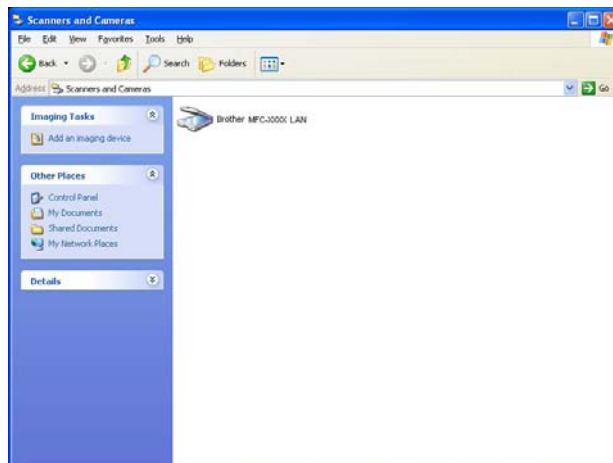 Scanners and Cameras
File Edit View Favorites Tools Help
Back Search Folders
Address Scanners and Cameras Go
Imaging Tasks
Add an imaging device
Other Places
Control Panel
My Documents
Shared Documents
My Network Places
Details
Brother MFC-XXXX LAN